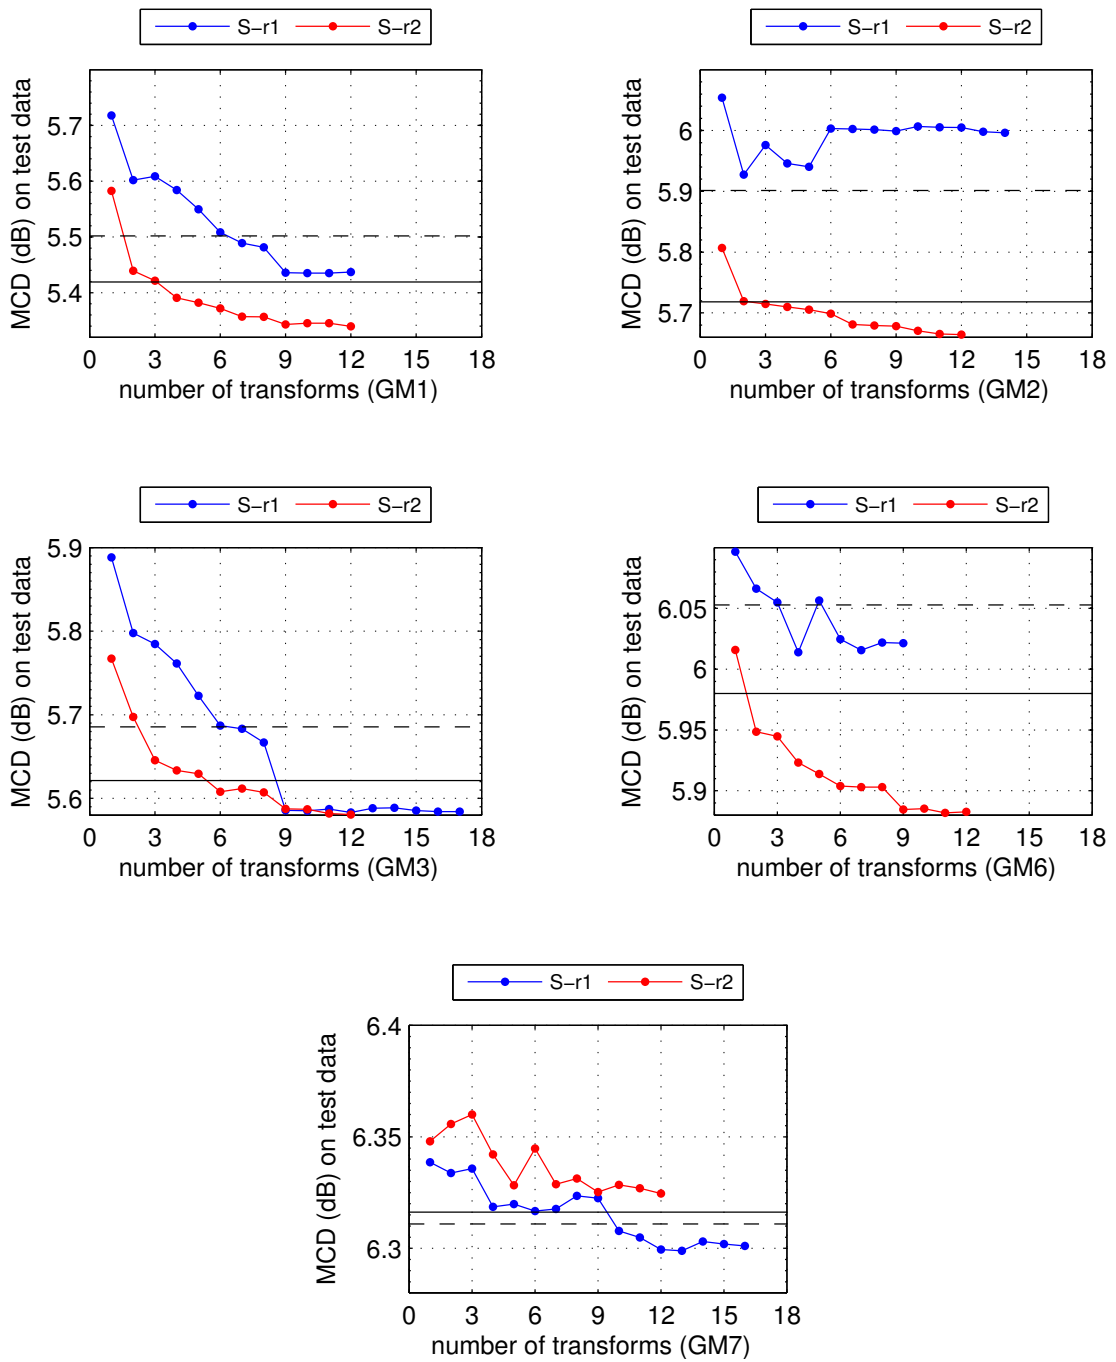 S-r1 S-r2 S-r1 S-r2
MCD (dB) on test data
5.7
5.6
5.5
5.4
0 3 6 9 12 15 18
number of transforms (GM1)
MCD (dB) on test data
6
5.9
5.8
5.7
0 3 6 9 12 15 18
number of transforms (GM2)
S-r1 S-r2 S-r1 S-r2
MCD (dB) on test data
5.9
5.8
5.7
5.6
0 3 6 9 12 15 18
number of transforms (GM3)
MCD (dB) on test data
6.05
6
5.95
5.9
0 3 6 9 12 15 18
number of transforms (GM6)
S-r1 S-r2
MCD (dB) on test data
6.4
6.35
6.3
0 3 6 9 12 15 18
number of transforms (GM7)